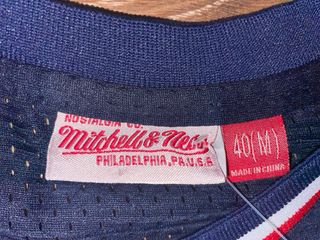 NOSTALGIA CO.
Mitchell & Ness
PHILADELPHIA, PA. U.S.A
40(M)
MADE IN CHINA